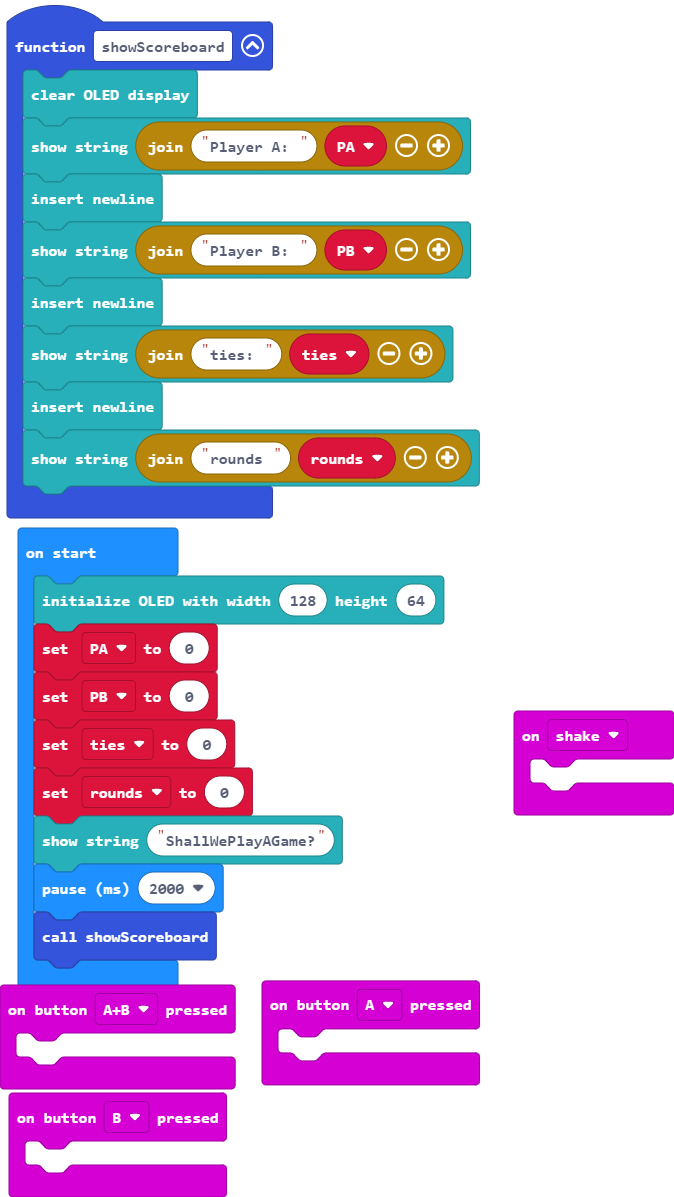 function showScoreboard
clear OLED display
show string join "Player A: " PA
insert newline
show string join "Player B: " PB
insert newline
show string join "ties: " ties
insert newline
show string join "rounds " rounds
on start
initialize OLED with width 128 height 64
set PA to 0
set PB to 0
set ties to 0
set rounds to 0
show string "ShallWePlayAGame?"
pause (ms) 2000
call showScoreboard
on shake
on button A+B pressed
on button A pressed
on button B pressed